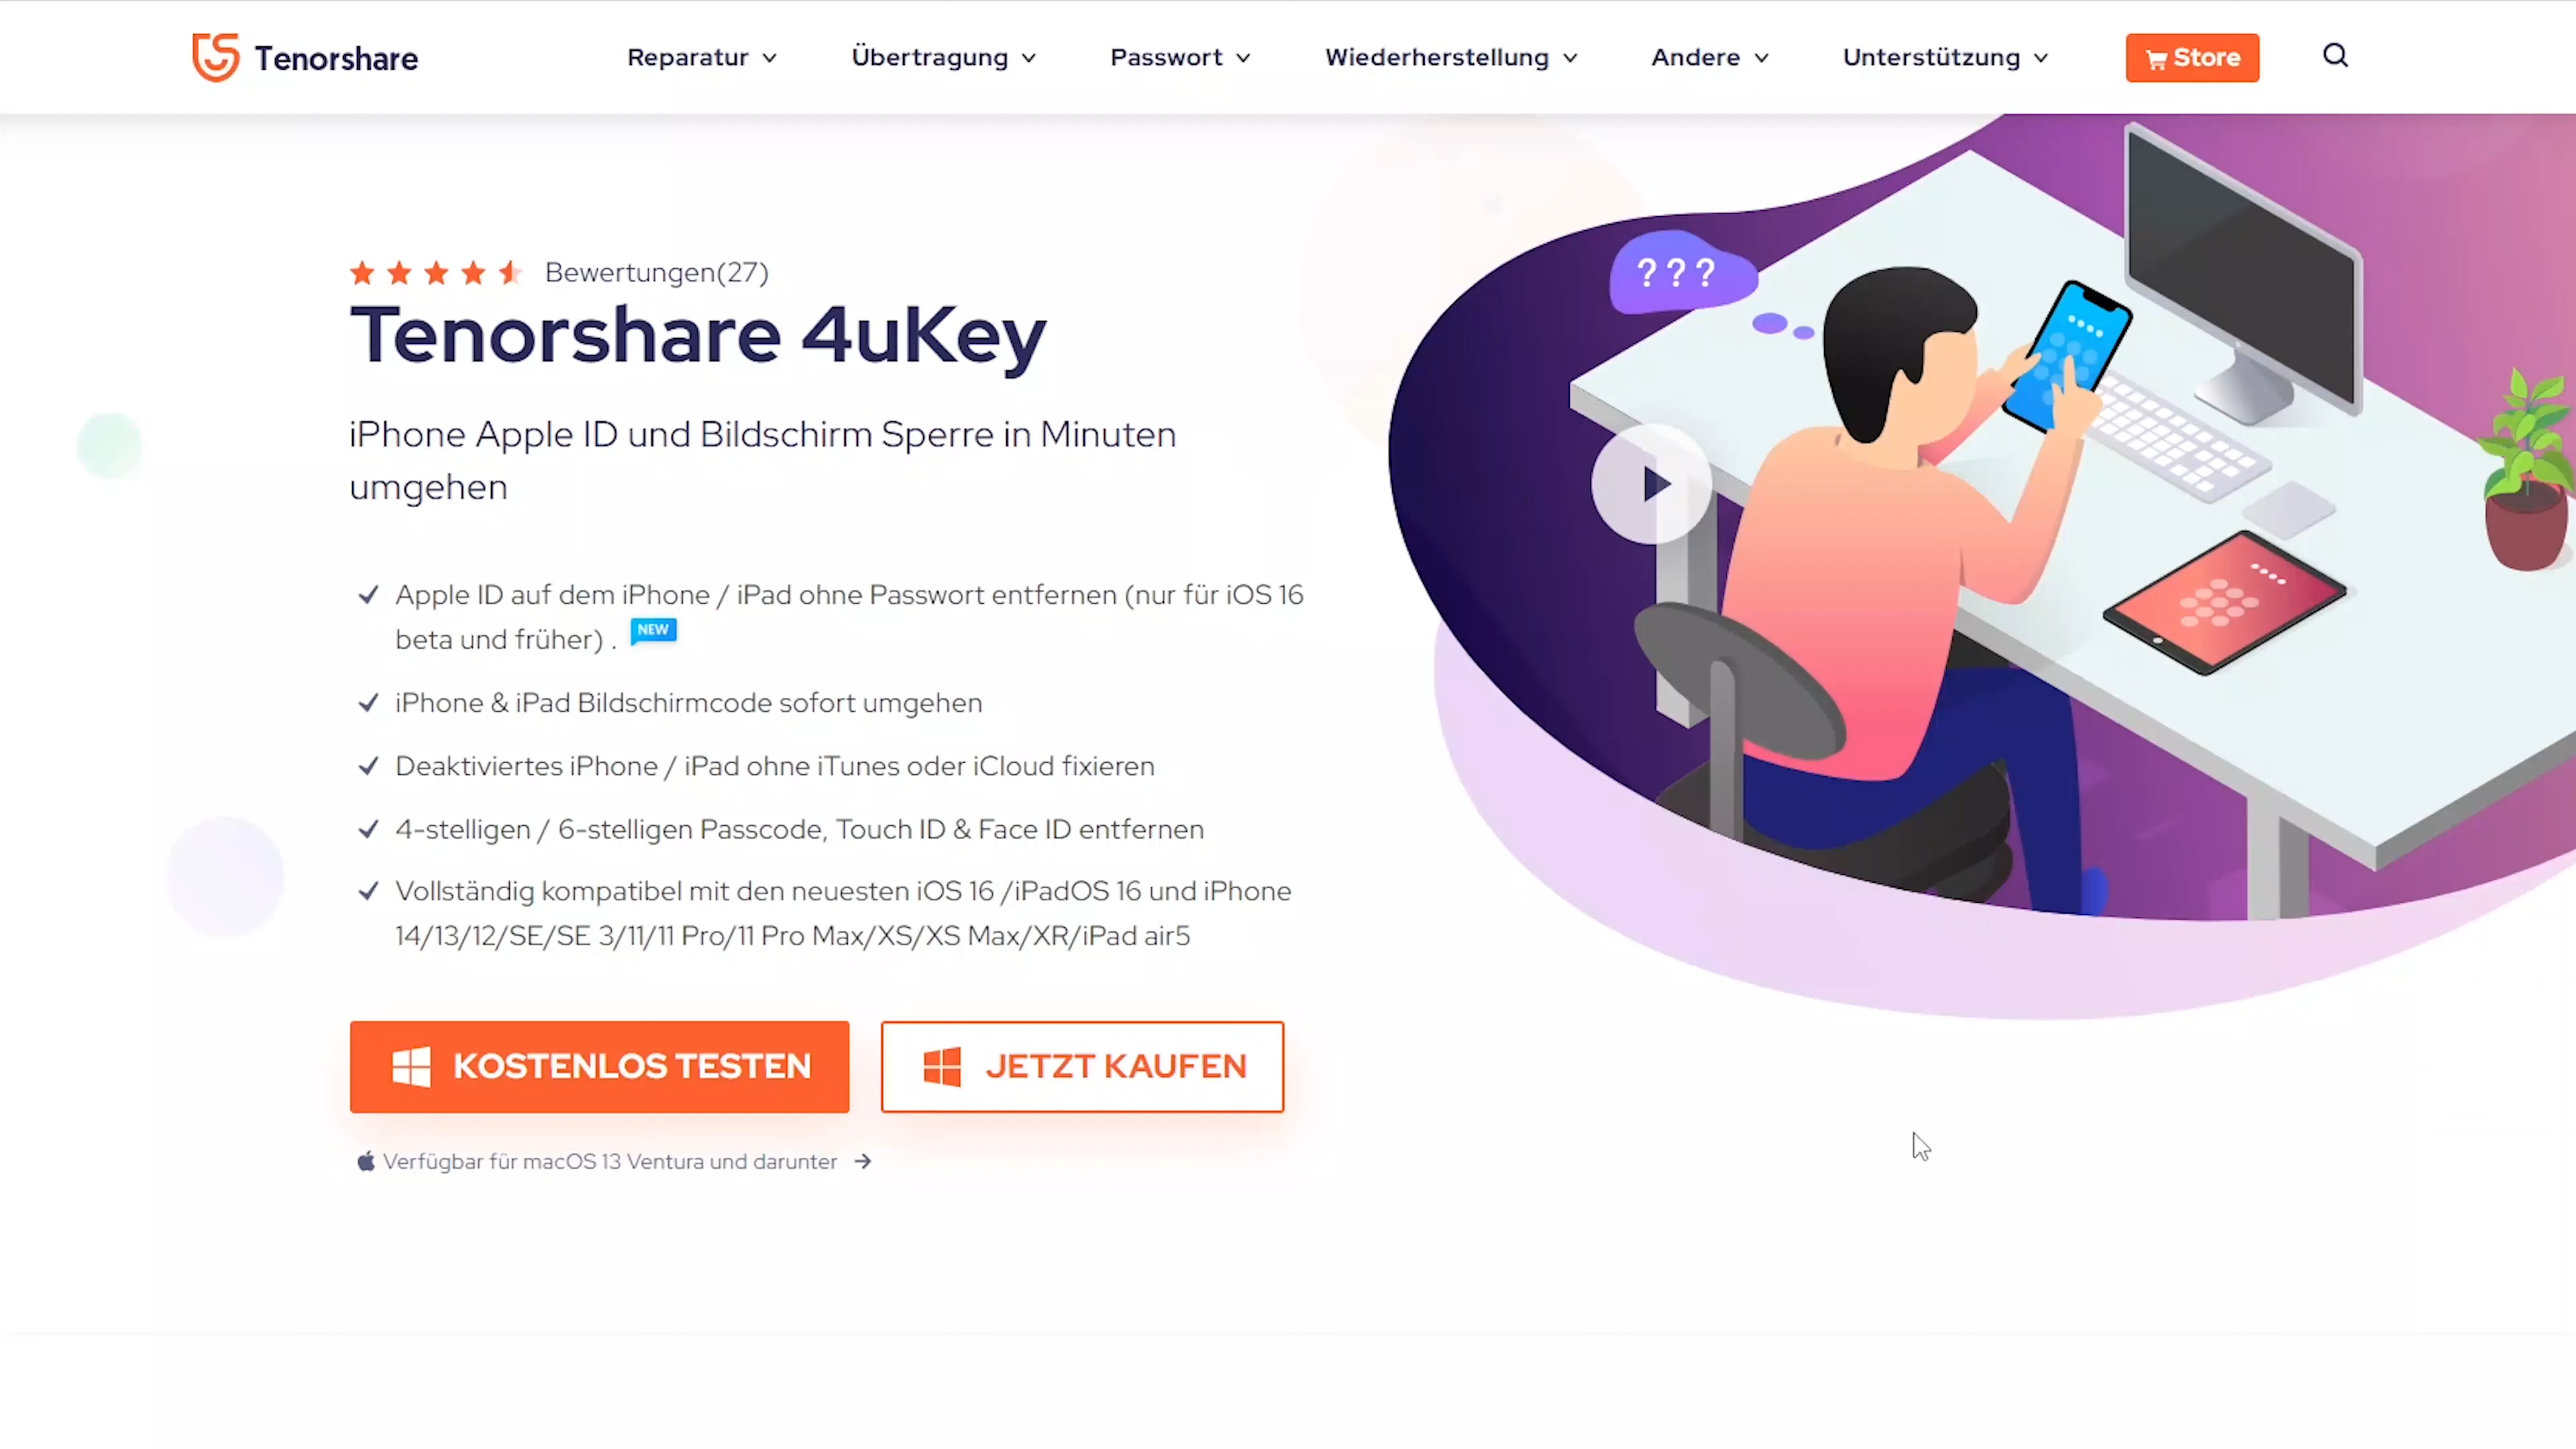 Tenorshare
Reparatur
Übertragung
Passwort
Wiederherstellung
Andere
Unterstützung
Store
Bewertungen(27)
Tenorshare 4uKey
iPhone Apple ID und Bildschirm Sperre in Minuten
umgehen
Apple ID auf dem iPhone / iPad ohne Passwort entfernen (nur für iOS 16
beta und früher) . NEW
iPhone & iPad Bildschirmcode sofort umgehen
Deaktiviertes iPhone / iPad ohne iTunes oder iCloud fixieren
4-stelligen / 6-stelligen Passcode, Touch ID & Face ID entfernen
Vollständig kompatibel mit den neuesten iOS 16 /iPadOS 16 und iPhone
14/13/12/SE/SE 3/11/11 Pro/11 Pro Max/XS/XS Max/XR/iPad air5
KOSTENLOS TESTEN
JETZT KAUFEN
Verfügbar für macOS 13 Ventura und darunter →
???